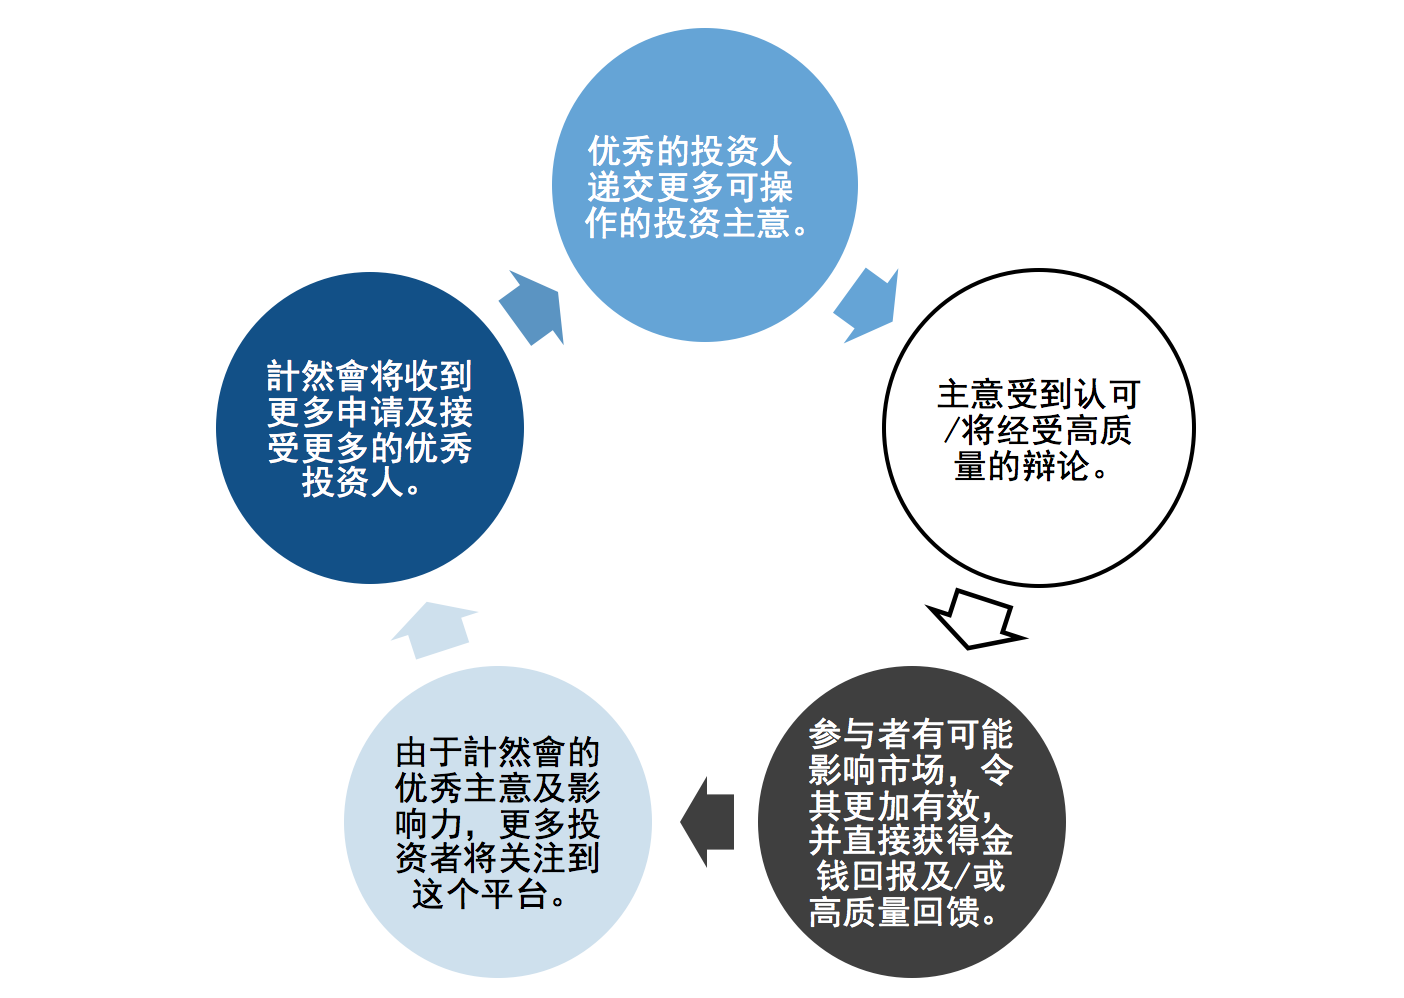 优秀的投资人
递交更多可操
作的投资主意。
主意受到认可
/将经受高质
量的辩论。
参与者有可能
影响市场，令
其更加有效，
并直接获得金
钱回报及/或
高质量回馈。
由于計然會的
优秀主意及影
响力，更多投
资者将关注到
这个平台。
計然會将收到
更多申请及接
受更多的优秀
投资人。